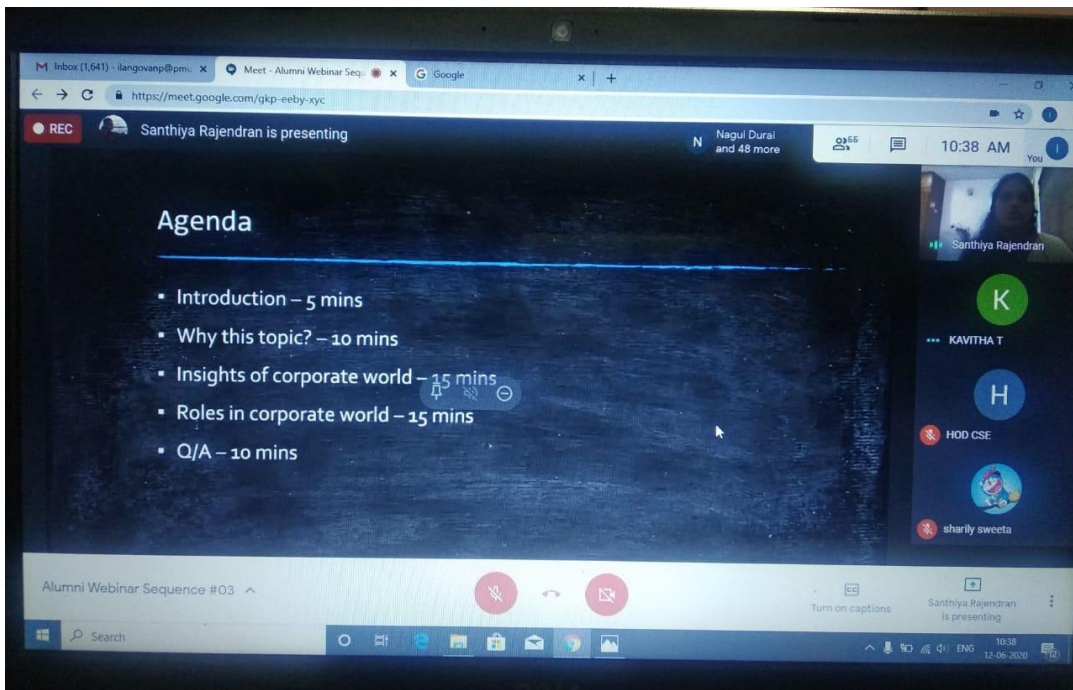 Inbox (1,641) - ilangovanp@pmu
Meet - Alumni Webinar Sequ
Google
https://meet.google.com/gkp-eeby-xyc
REC
Santhiya Rajendran is presenting
N
Nagul Durai
and 48 more
55
10:38 AM
You
I
Agenda
Introduction – 5 mins
Why this topic? – 10 mins
Insights of corporate world – 15 mins
Roles in corporate world – 15 mins
Q/A – 10 mins
Santhiya Rajendran
K
KAVITHA T
H
HOD CSE
sharily sweeta
Alumni Webinar Sequence #03
CC
Turn on captions
Santhiya Rajendran
is presenting
Search
ENG
10:38
12-06-2020